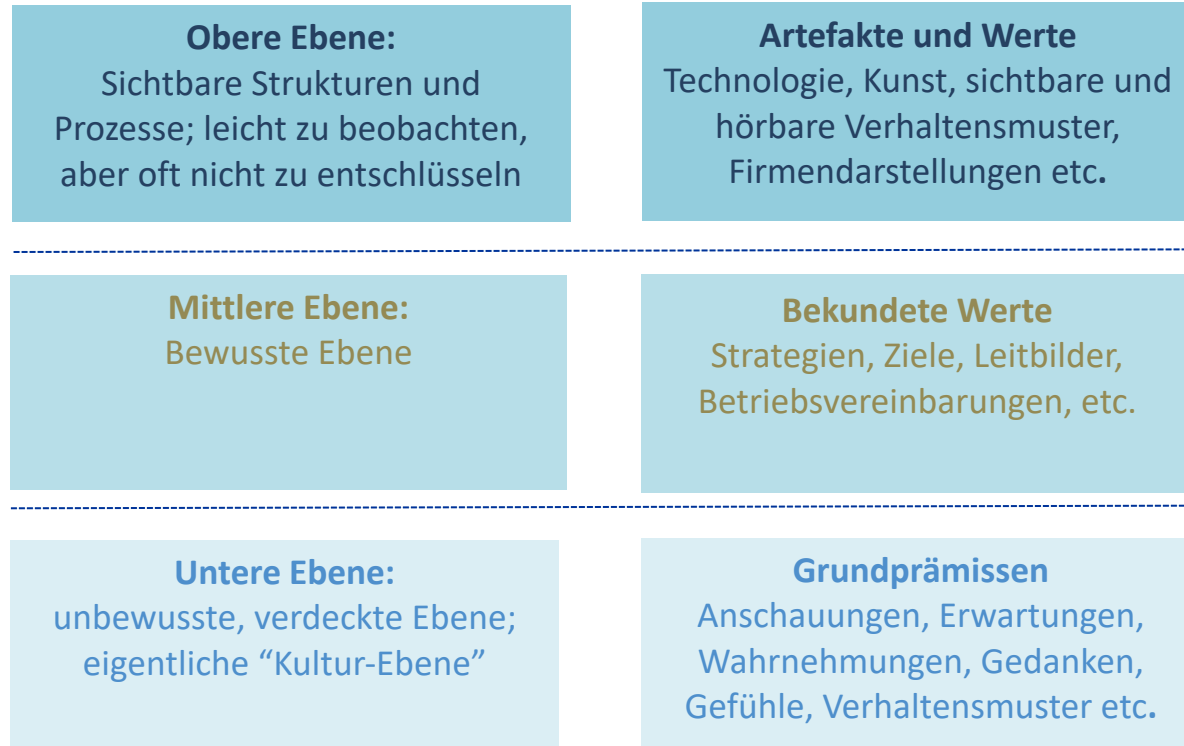 Obere Ebene:
Sichtbare Strukturen und
Prozesse; leicht zu beobachten,
aber oft nicht zu entschlüsseln
Artefakte und Werte
Technologie, Kunst, sichtbare und
hörbare Verhaltensmuster,
Firmendarstellungen etc.
Mittlere Ebene:
Bewusste Ebene
Bekundete Werte
Strategien, Ziele, Leitbilder,
Betriebsvereinbarungen, etc.
Untere Ebene:
unbewusste, verdeckte Ebene;
eigentliche “Kultur-Ebene”
Grundprämissen
Anschauungen, Erwartungen,
Wahrnehmungen, Gedanken,
Gefühle, Verhaltensmuster etc.